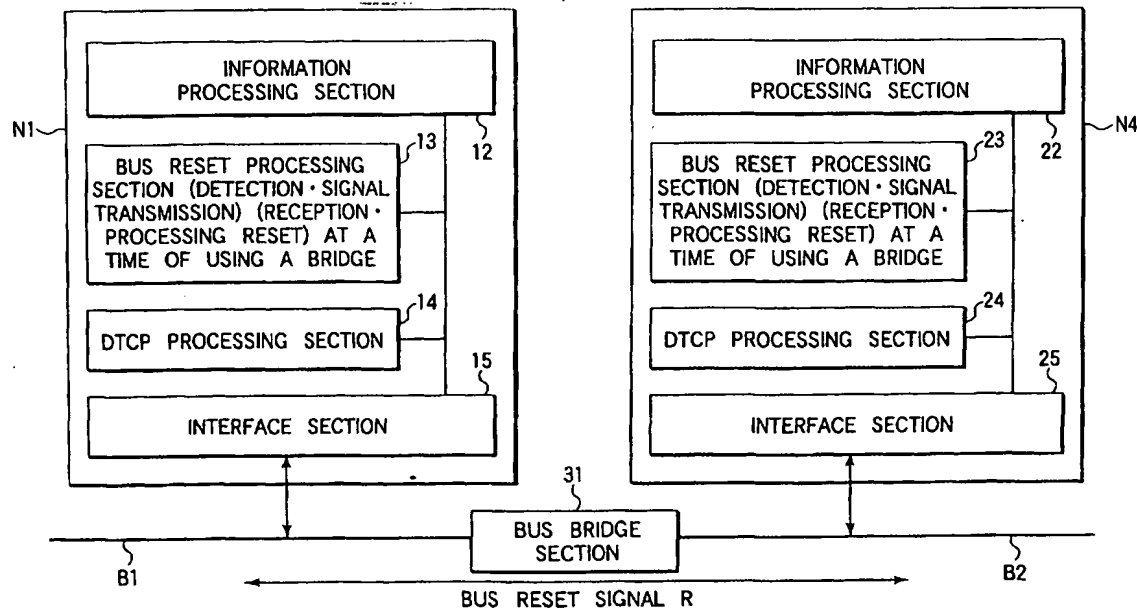 INFORMATION
PROCESSING SECTION
N1
12
13
BUS RESET PROCESSING
SECTION (DETECTION・SIGNAL
TRANSMISSION) (RECEPTION・
PROCESSING RESET) AT A
TIME OF USING A BRIDGE
14
DTCP PROCESSING SECTION
15
INTERFACE SECTION
INFORMATION
PROCESSING SECTION
N4
22
23
BUS RESET PROCESSING
SECTION (DETECTION・SIGNAL
TRANSMISSION) (RECEPTION・
PROCESSING RESET) AT A
TIME OF USING A BRIDGE
24
DTCP PROCESSING SECTION
25
INTERFACE SECTION
31
BUS BRIDGE
SECTION
B1
B2
BUS RESET SIGNAL R